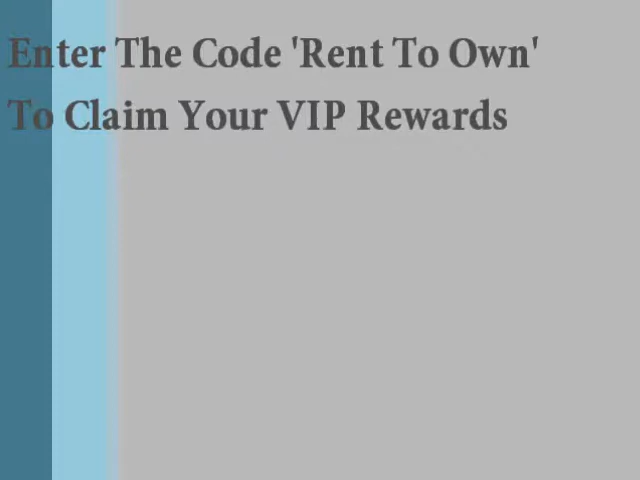 Enter The Code 'Rent To Own'
To Claim Your VIP Rewards